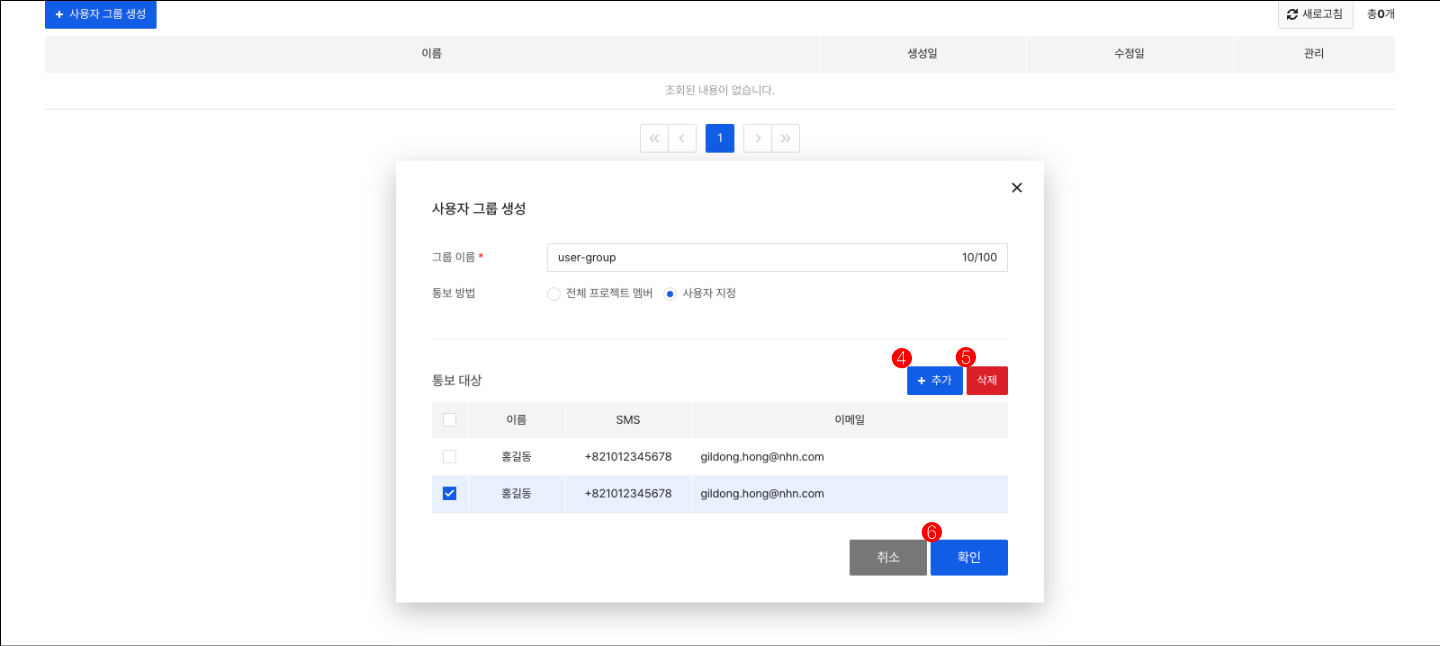 + 사용자 그룹 생성 새로고침 총0개
이름 생성일 수정일 관리
조회된 내용이 없습니다.
« ‹ 1 › »
사용자 그룹 생성
그룹 이름 * user-group 10/100
통보 방법 전체 프로젝트 멤버 사용자 지정
4 5
통보 대상 + 추가 삭제
이름 SMS 이메일
홍길동 +821012345678 gildong.hong@nhn.com
홍길동 +821012345678 gildong.hong@nhn.com
6
취소 확인